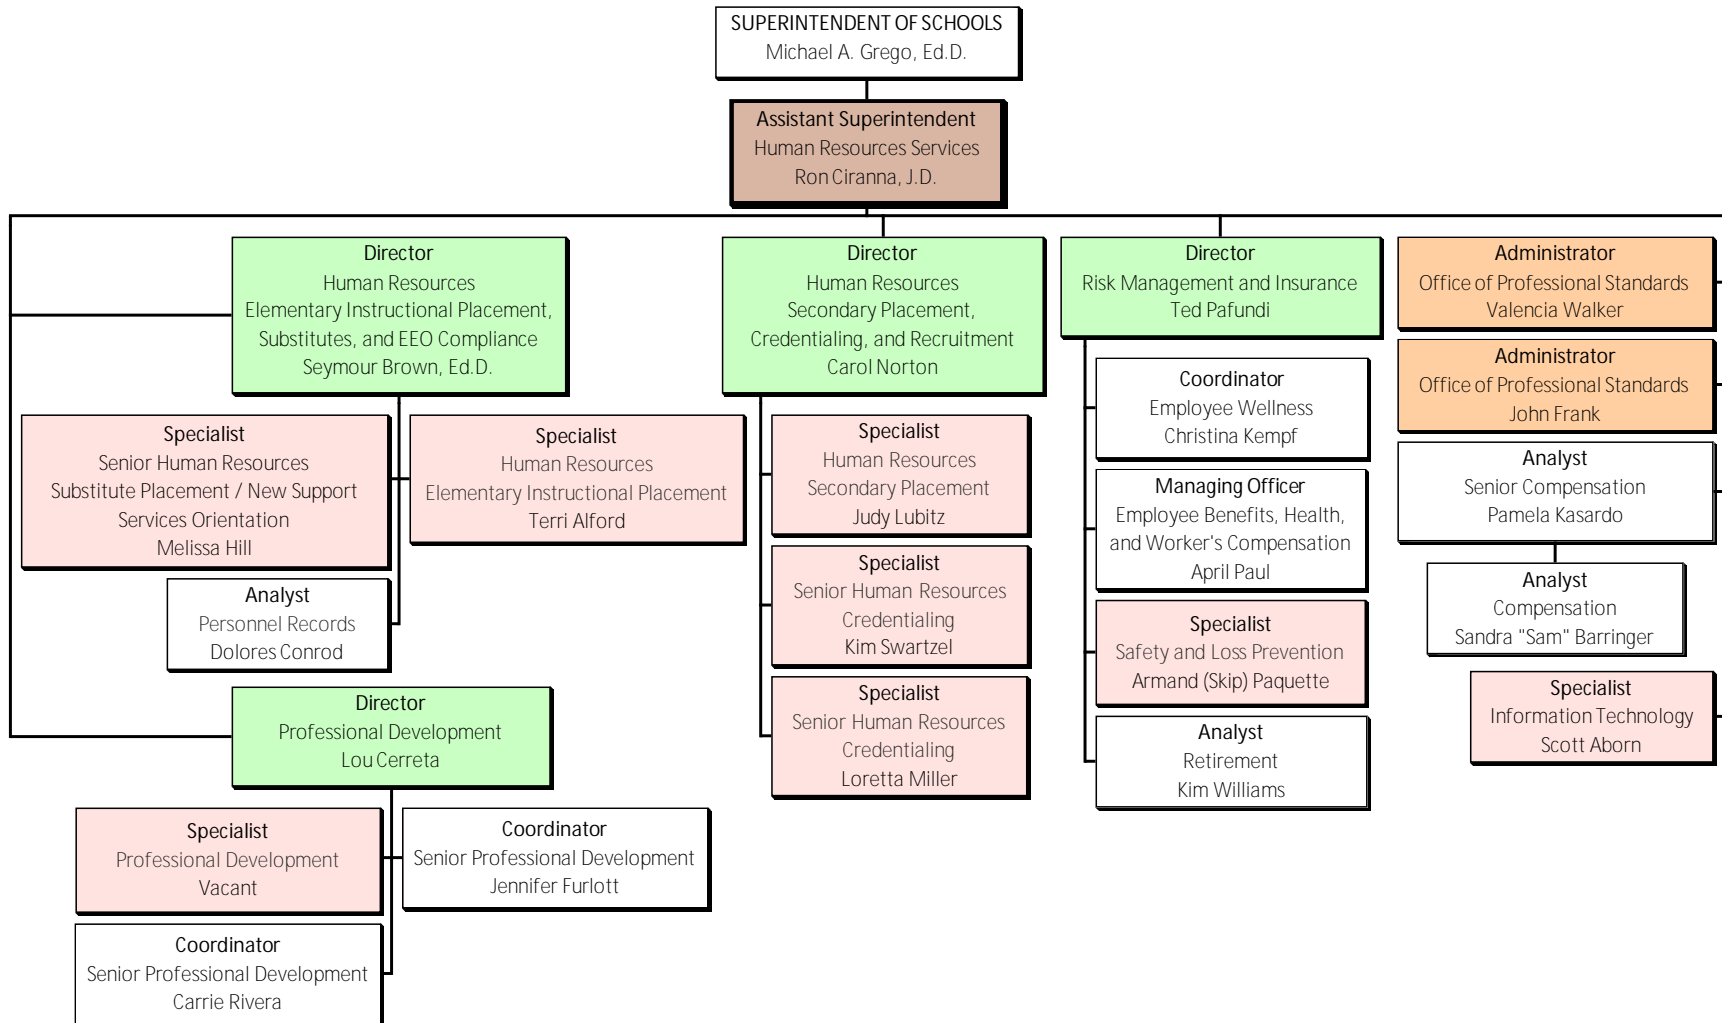 SUPERINTENDENT OF SCHOOLS
Michael A. Grego, Ed.D.
Assistant Superintendent
Human Resources Services
Ron Ciranna, J.D.
Director
Human Resources
Elementary Instructional Placement,
Substitutes, and EEO Compliance
Seymour Brown, Ed.D.
Specialist
Senior Human Resources
Substitute Placement / New Support
Services Orientation
Melissa Hill
Specialist
Human Resources
Elementary Instructional Placement
Terri Alford
Analyst
Personnel Records
Dolores Conrod
Director
Professional Development
Lou Cerreta
Specialist
Professional Development
Vacant
Coordinator
Senior Professional Development
Jennifer Furlott
Coordinator
Senior Professional Development
Carrie Rivera
Director
Human Resources
Secondary Placement,
Credentialing, and Recruitment
Carol Norton
Specialist
Human Resources
Secondary Placement
Judy Lubitz
Specialist
Senior Human Resources
Credentialing
Kim Swartzel
Specialist
Senior Human Resources
Credentialing
Loretta Miller
Director
Risk Management and Insurance
Ted Pafundi
Coordinator
Employee Wellness
Christina Kempf
Managing Officer
Employee Benefits, Health,
and Worker's Compensation
April Paul
Specialist
Safety and Loss Prevention
Armand (Skip) Paquette
Analyst
Retirement
Kim Williams
Administrator
Office of Professional Standards
Valencia Walker
Administrator
Office of Professional Standards
John Frank
Analyst
Senior Compensation
Pamela Kasardo
Analyst
Compensation
Sandra "Sam" Barringer
Specialist
Information Technology
Scott Aborn